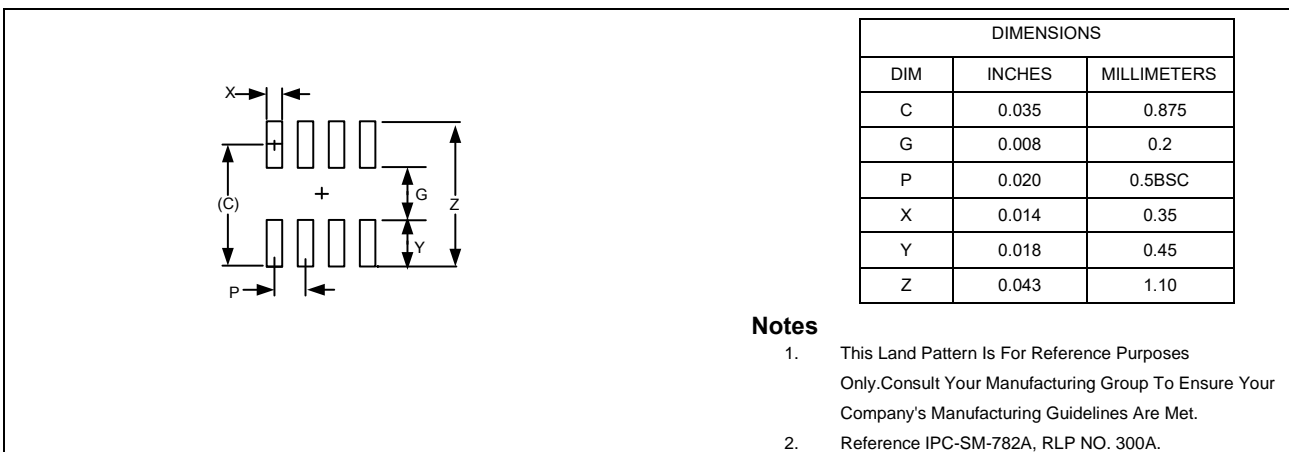 X
(C)
G
Z
Y
P
DIMENSIONS
DIM INCHES MILLIMETERS
C 0.035 0.875
G 0.008 0.2
P 0.020 0.5BSC
X 0.014 0.35
Y 0.018 0.45
Z 0.043 1.10
Notes
1. This Land Pattern Is For Reference Purposes
Only.Consult Your Manufacturing Group To Ensure Your
Company's Manufacturing Guidelines Are Met.
2. Reference IPC-SM-782A, RLP NO. 300A.